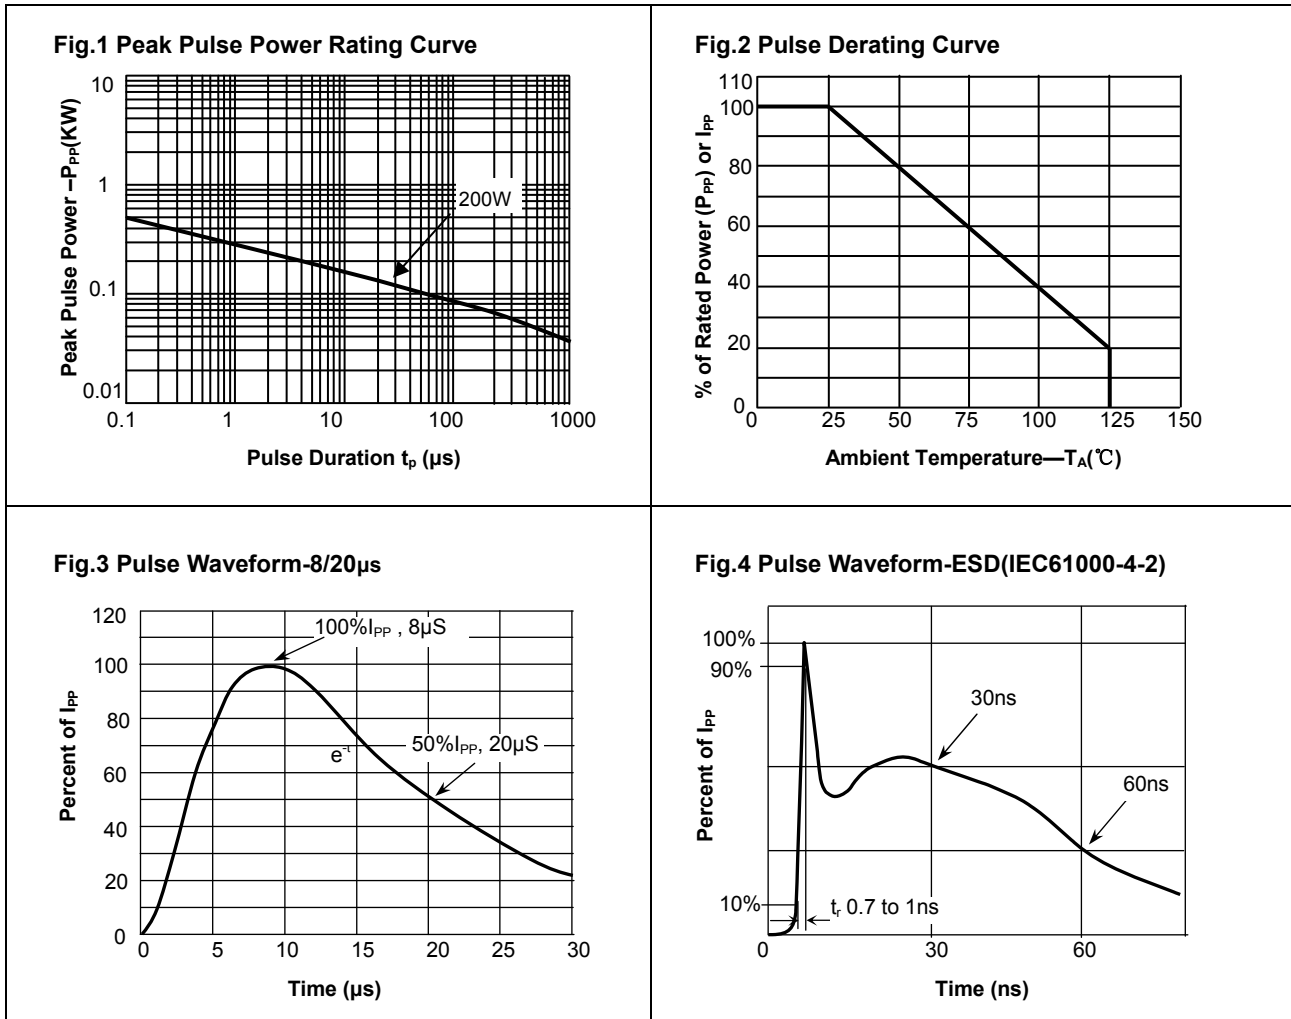 Fig.1 Peak Pulse Power Rating Curve
Peak Pulse Power –PPP(KW)
10
1
0.1
0.01
200W
0.1 1 10 100 1000
Pulse Duration tp (µs)
Fig.2 Pulse Derating Curve
% of Rated Power (PPP) or IPP
110
100
80
60
40
20
0
25 50 75 100 125 150
Ambient Temperature—TA(℃)
Fig.3 Pulse Waveform-8/20µs
Percent of IPP
120
100
80
60
40
20
0
100%IPP , 8µS
e-t
50%IPP, 20µS
0 5 10 15 20 25 30
Time (µs)
Fig.4 Pulse Waveform-ESD(IEC61000-4-2)
Percent of IPP
100%
90%
10%
30ns
60ns
tr 0.7 to 1ns
0 30 60
Time (ns)